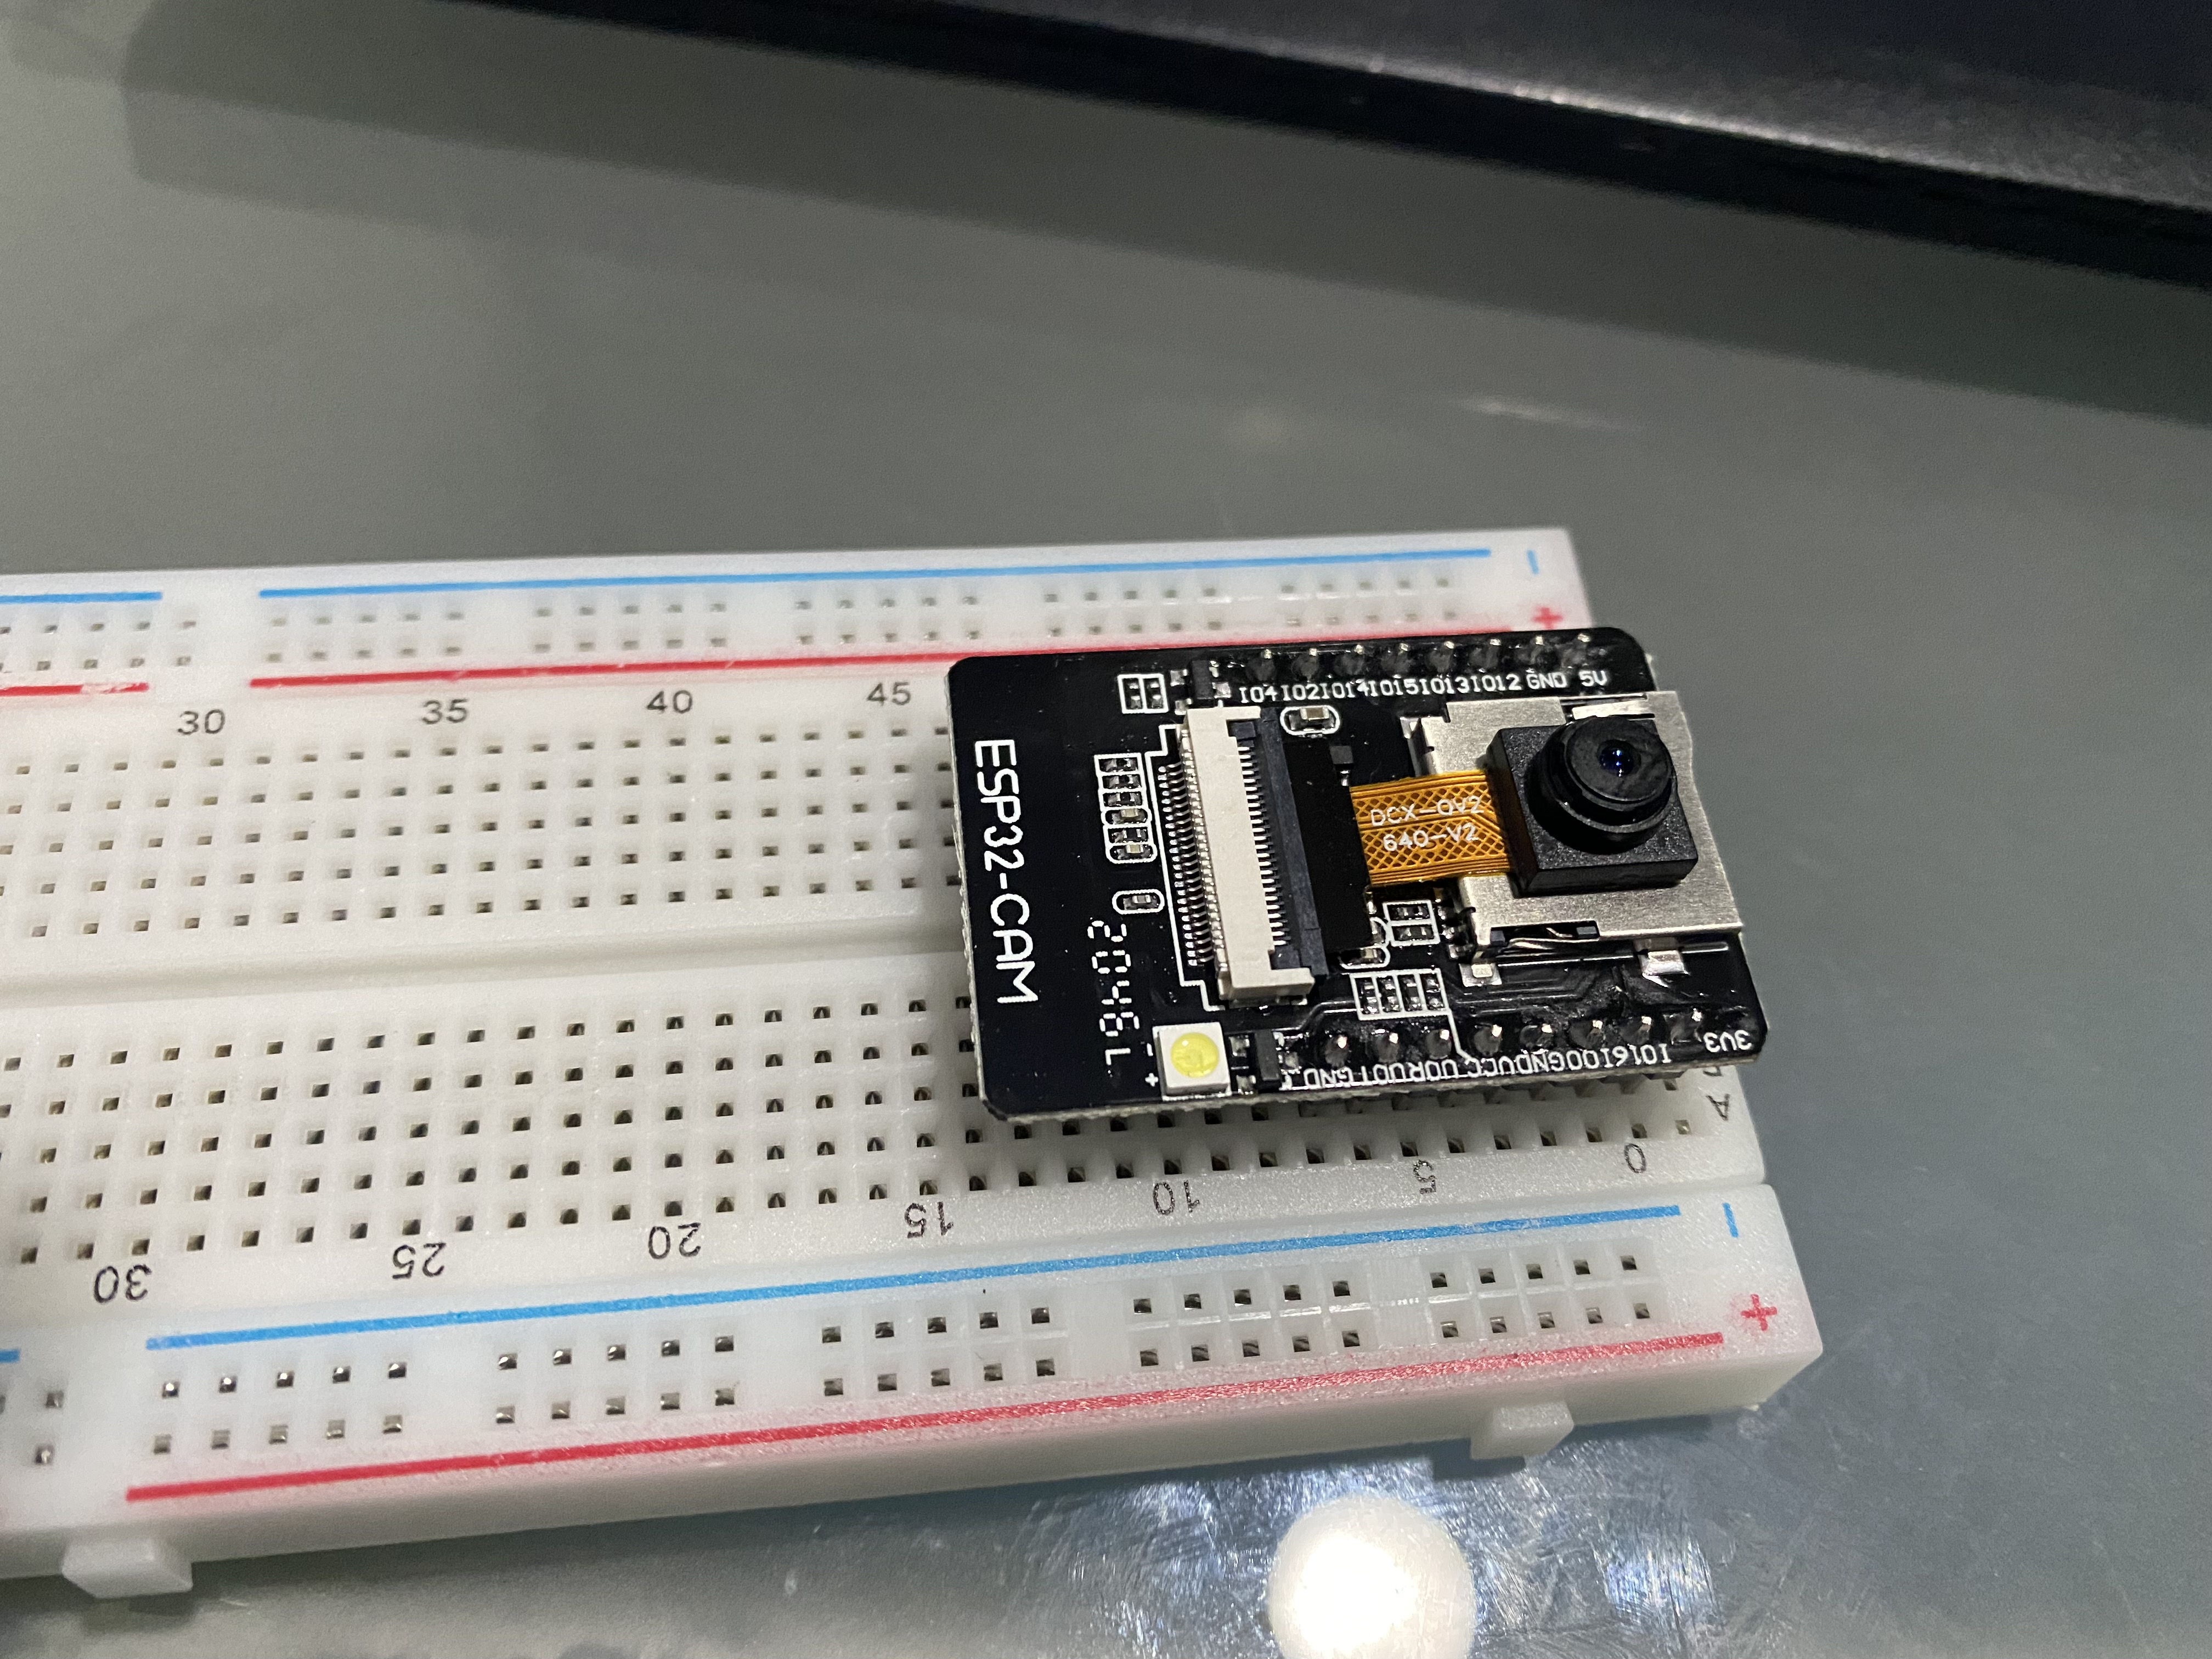 30
25
20
15
10
5
0
A
+
-
30
35
40
45
+
-
ESP32-CAM
2046L
+ -
GND
UOT
UOR
VCC
GND
IO0
IO16
3V3
IO4
IO2
IO14
IO15
IO13
IO12
GND
5V
DCX-OV2
640-V2